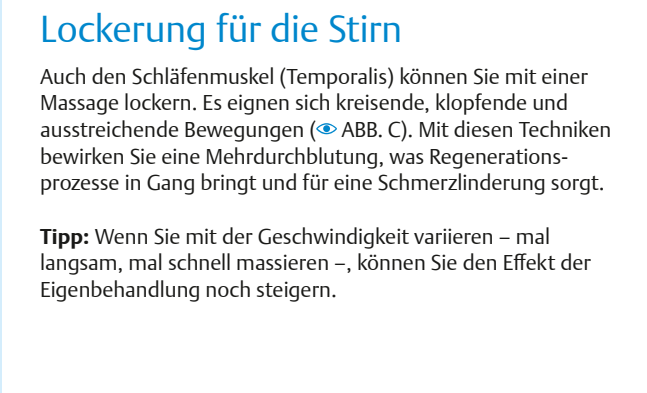 Lockerung für die Stirn
Auch den Schläfenmuskel (Temporalis) können Sie mit einer
Massage lockern. Es eignen sich kreisende, klopfende und
ausstreichende Bewegungen ( ABB. C). Mit diesen Techniken
bewirken Sie eine Mehrdurchblutung, was Regenerations-
prozesse in Gang bringt und für eine Schmerzlinderung sorgt.
Tipp: Wenn Sie mit der Geschwindigkeit variieren – mal
langsam, mal schnell massieren –, können Sie den Effekt der
Eigenbehandlung noch steigern.